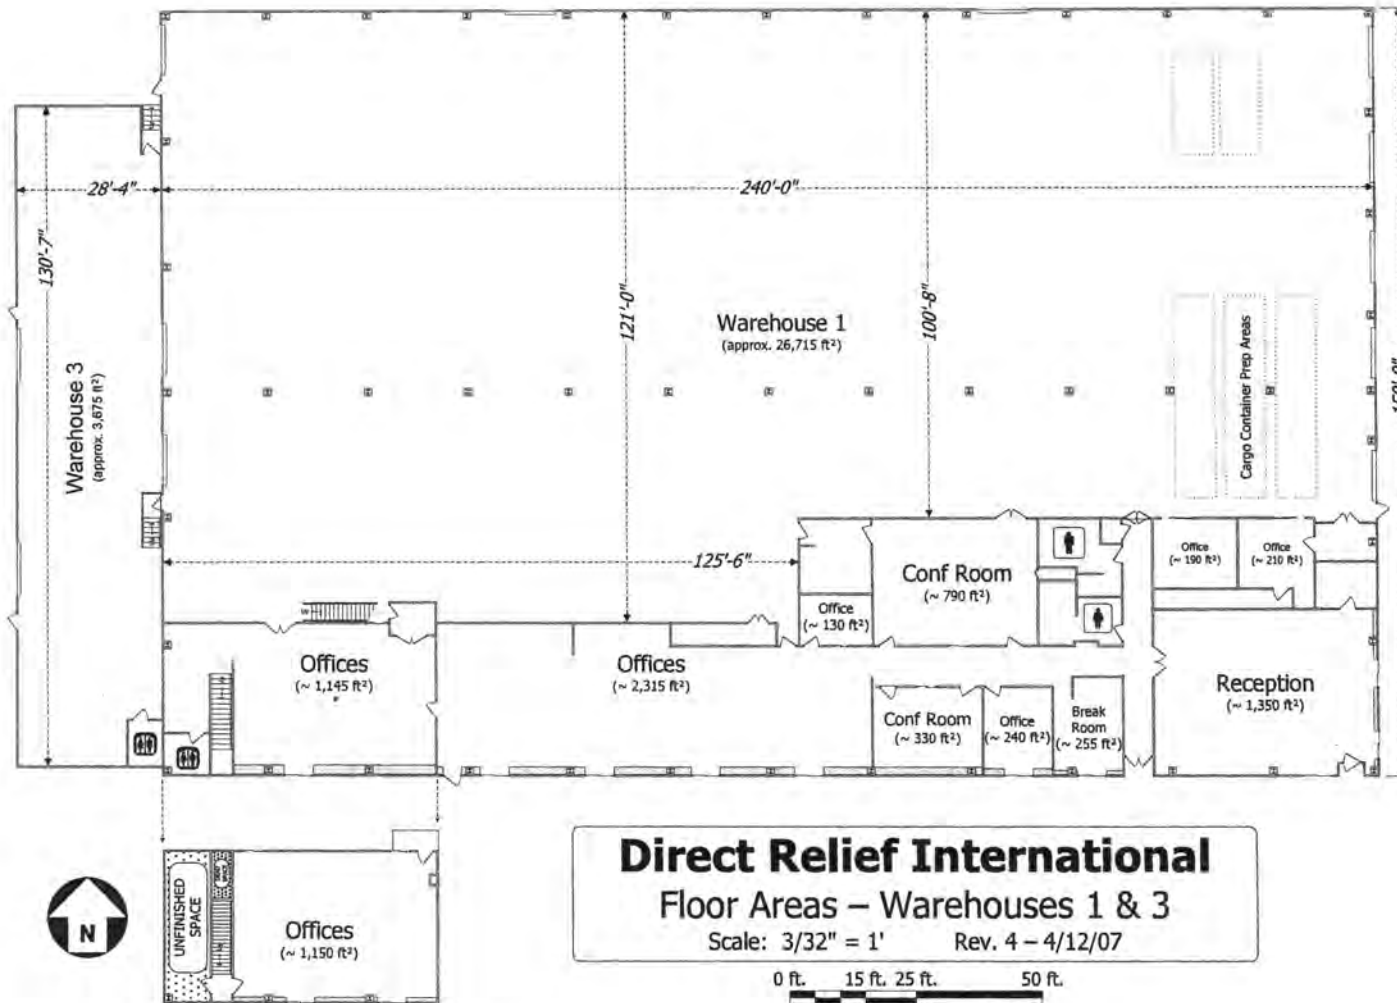 28'-4"
240'-0"
130'-7"
121'-0"
100'-8"
Warehouse 1
(approx. 26,715 ft²)
Warehouse 3
(approx. 3,675 ft²)
Cargo Container Prep Areas
125'-6"
Conf Room
(~ 790 ft²)
Office
(~ 190 ft²)
Office
(~ 210 ft²)
Office
(~ 130 ft²)
Offices
(~ 1,145 ft²)
Offices
(~ 2,315 ft²)
Reception
(~ 1,350 ft²)
Conf Room
(~ 330 ft²)
Office
(~ 240 ft²)
Break
Room
(~ 255 ft²)
UNFINISHED
SPACE
Offices
(~ 1,150 ft²)
N
Direct Relief International
Floor Areas – Warehouses 1 & 3
Scale: 3/32" = 1' Rev. 4 – 4/12/07
0 ft. 15 ft. 25 ft. 50 ft.